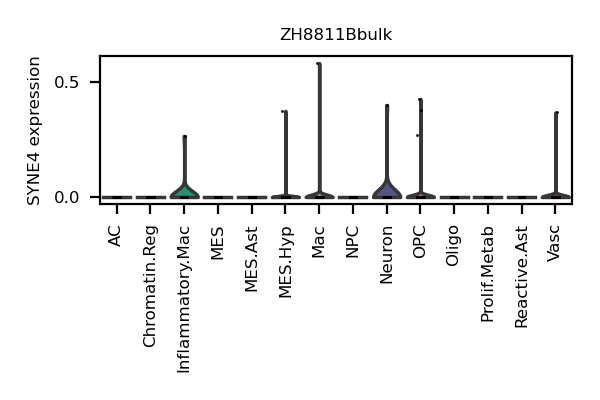 ZH8811Bbulk
SYNE4 expression
0.5
0.0
AC
Chromatin.Reg
Inflammatory.Mac
MES
MES.Ast
MES.Hyp
Mac
NPC
Neuron
OPC
Oligo
Prolif.Metab
Reactive.Ast
Vasc